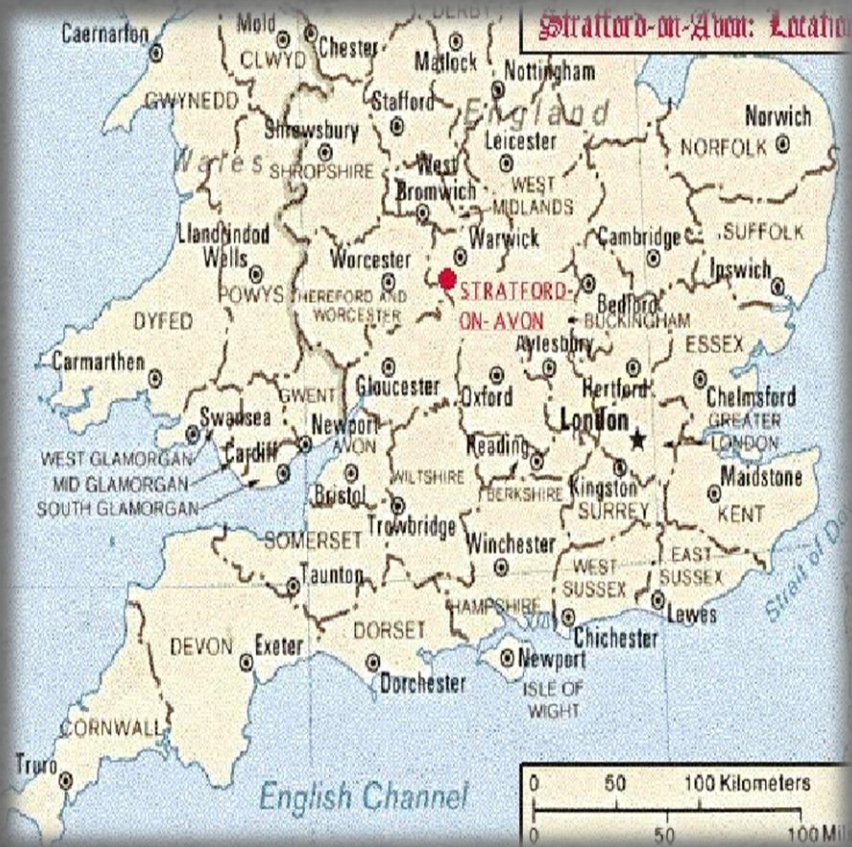 DERBY
Stratford-on-Avon: Locatio
Caernarfon
Mold
Chester
CLWYD
Matlock
Nottingham
GWYNEDD
Stafford
England
Norwich
Shrewsbury
Leicester
NORFOLK
Wales
SHROPSHIRE
West
Bromwich
WEST
MIDLANDS
Llandrindod
Wells
Warwick
Cambridge
SUFFOLK
Worcester
Ipswich
POWYS
HEREFORD AND
WORCESTER
STRATFORD-
ON-AVON
Bedford
BUCKINGHAM
DYFED
Aylesbury
ESSEX
Carmarthen
GWENT
Gloucester
Oxford
Hertford
Chelmsford
Swansea
Newport
London
GREATER
LONDON
WEST GLAMORGAN
Cardiff
AVON
Reading
MID GLAMORGAN
WILTSHIRE
Maidstone
SOUTH GLAMORGAN
Bristol
BERKSHIRE
Kingston
SURREY
KENT
Trowbridge
SOMERSET
Winchester
Taunton
WEST
SUSSEX
EAST
SUSSEX
Strait of Do
HAMPSHIRE
Lewes
DEVON
Exeter
DORSET
Chichester
Newport
Dorchester
ISLE OF
WIGHT
CORNWALL
Truro
English Channel
0 50 100 Kilometers
0 50 100 Mil